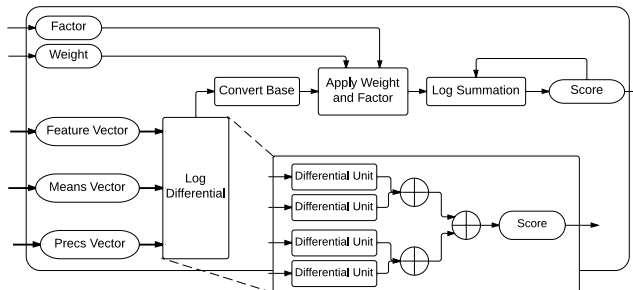 Factor
Weight
Convert Base
Apply Weight
and Factor
Log Summation
Score
Feature Vector
Means Vector
Precs Vector
Log
Differential
Differential Unit
Differential Unit
Differential Unit
Differential Unit
Score